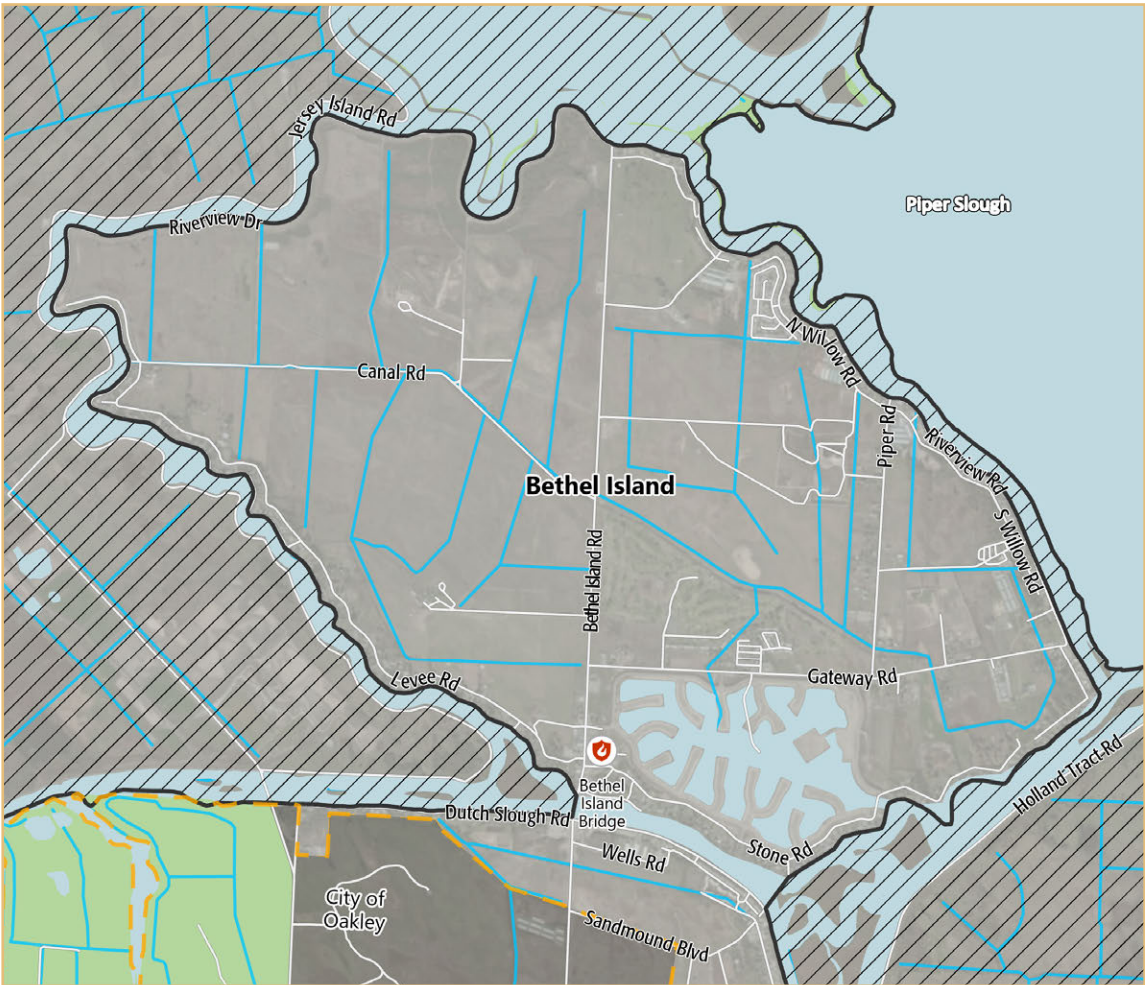 Jersey Island Rd
Riverview Dr
Piper Slough
N Willow Rd
Canal Rd
Piper Rd
Riverview Rd
Bethel Island
S Willow Rd
Bethel Island Rd
Gateway Rd
Levee Rd
Bethel
Island
Bridge
Holland Tract Rd
Dutch Slough Rd
Stone Rd
Wells Rd
City of
Oakley
Sandmound Blvd